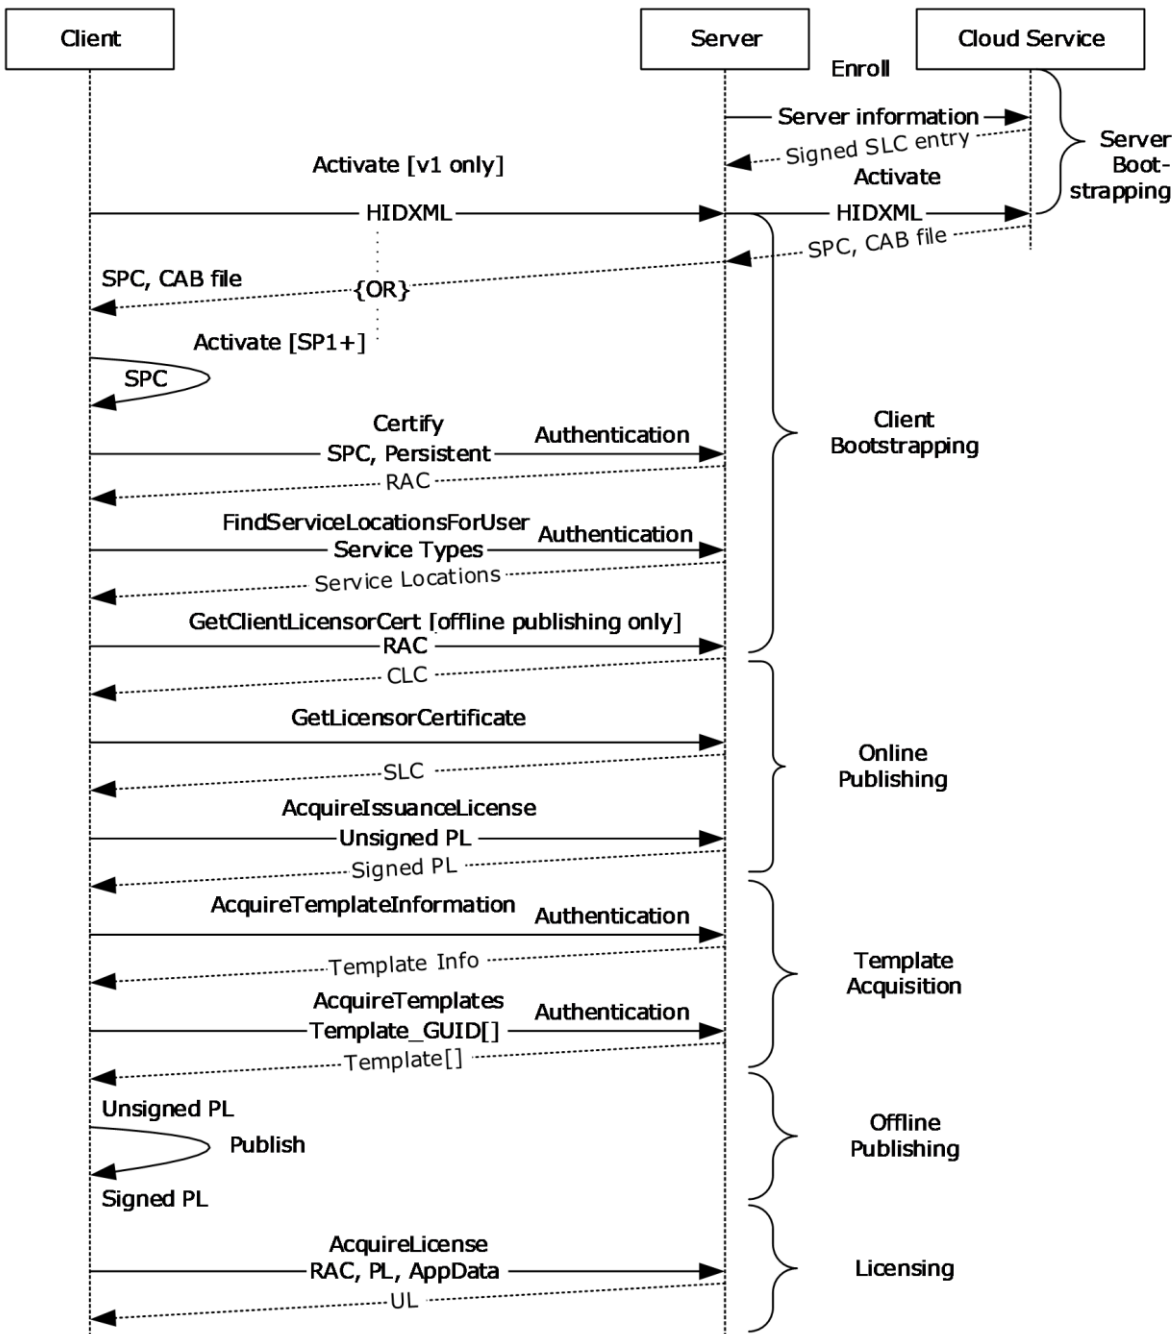 Client
Server
Cloud Service
Enroll
Server information
Signed SLC entry
Server
Boot-
strapping
Activate [v1 only]
Activate
HIDXML
HIDXML
SPC, CAB file
SPC, CAB file
{OR}
Activate [SP1+]
SPC
Client
Bootstrapping
Certify
Authentication
SPC, Persistent
RAC
FindServiceLocationsForUser
Authentication
Service Types
Service Locations
GetClientLicensorCert [offline publishing only]
RAC
CLC
GetLicensorCertificate
SLC
Online
Publishing
AcquireIssuanceLicense
Unsigned PL
Signed PL
AcquireTemplateInformation
Authentication
Template Info
Template
Acquisition
AcquireTemplates
Authentication
Template_GUID[]
Template[]
Unsigned PL
Publish
Signed PL
Offline
Publishing
AcquireLicense
RAC, PL, AppData
UL
Licensing